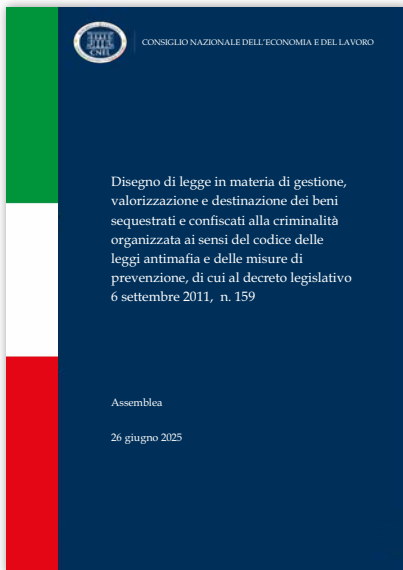 CNEL
CONSIGLIO NAZIONALE DELL'ECONOMIA E DEL LAVORO
Disegno di legge in materia di gestione,
valorizzazione e destinazione dei beni
sequestrati e confiscati alla criminalità
organizzata ai sensi del codice delle
leggi antimafia e delle misure di
prevenzione, di cui al decreto legislativo
6 settembre 2011, n. 159
Assemblea
26 giugno 2025